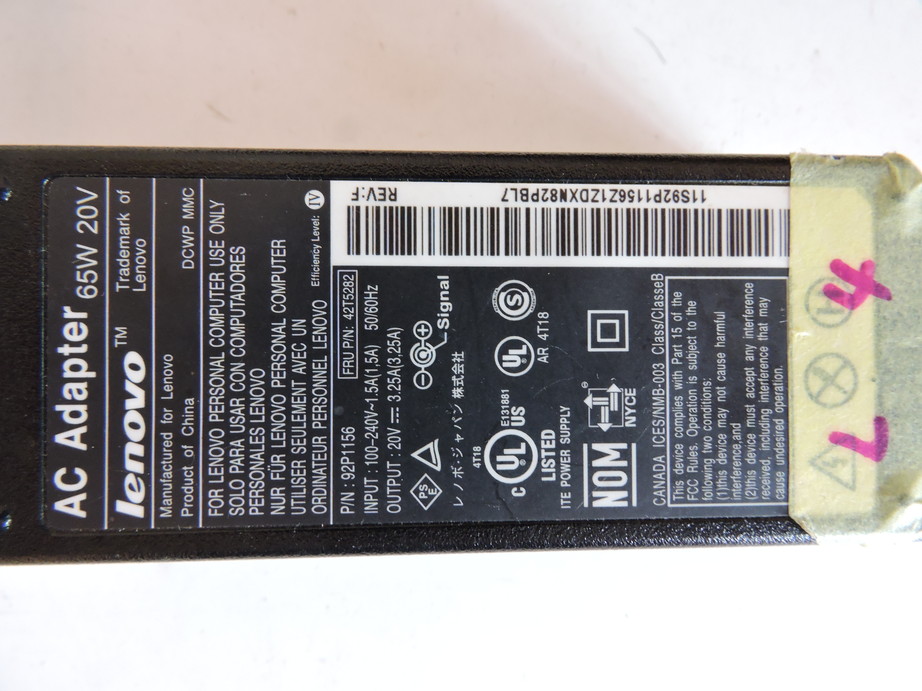 AC Adapter 65W 20V
lenovo™ Trademark of Lenovo
Manufactured for Lenovo
Product of China DCWP MMC
FOR LENOVO PERSONAL COMPUTER USE ONLY
SOLO PARA USAR CON COMPUTADORES
PERSONALES LENOVO
NUR FÜR LENOVO PERSONAL COMPUTER
UTILISER SEULEMENT AVEC UN
ORDINATEUR PERSONNEL LENOVO
Efficiency Level: IV
P/N: 92P1156 FRU P/N: 42T5282
INPUT:100-240V~1.5A(1.5A) 50/60Hz
OUTPUT:20V⎓3.25A(3.25A)
PSE
Signal
レノボ・ジャパン 株式会社
4T18
c UL US
E131881
LISTED
ITE POWER SUPPLY
UL
S
AR 4T18
NOM
NYCE
CANADA ICES/NMB-003 Class/ClasseB
This device complies with Part 15 of the
FCC Rules. Operation is subject to the
following two conditions:
(1)this device may not cause harmful
interference,and
(2)this device must accept any interference
received, including interference that may
cause undesired operation.
REV:F
11S92P1156Z1ZDXN82PBL7
L 4